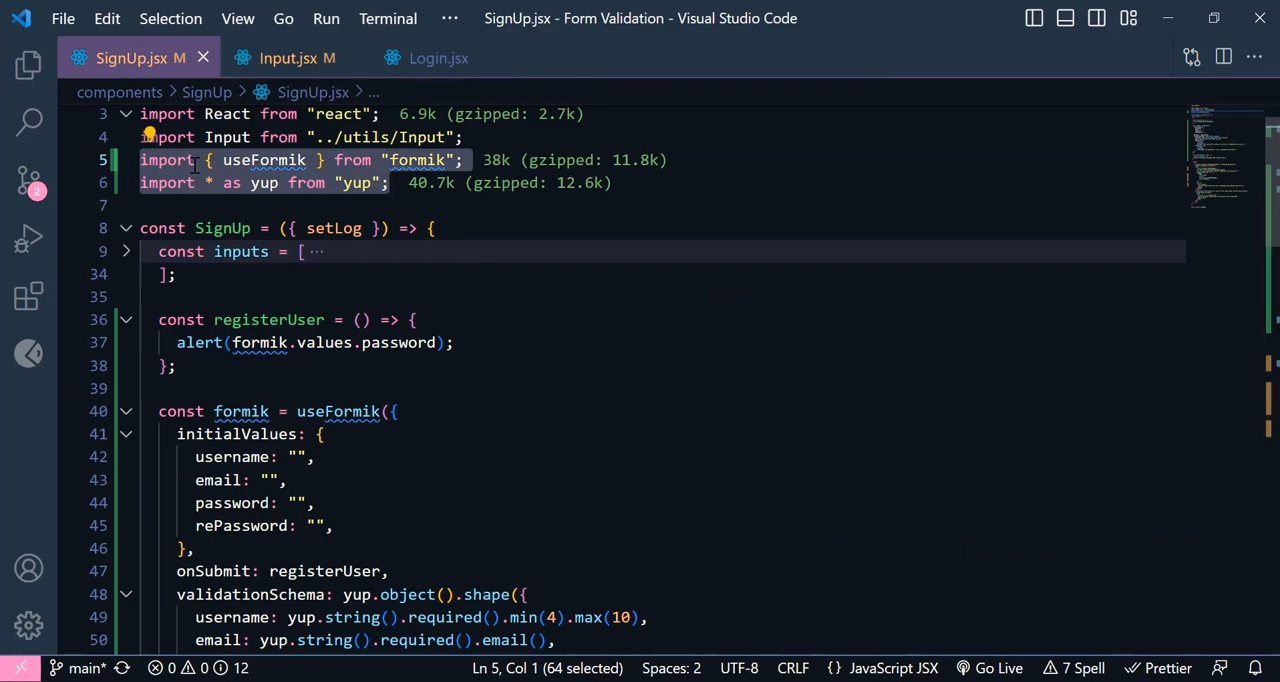 File Edit Selection View Go Run Terminal ··· SignUp.jsx - Form Validation - Visual Studio Code
SignUp.jsx M Input.jsx M Login.jsx
components > SignUp > SignUp.jsx > ...
3 import React from "react"; 6.9k (gzipped: 2.7k)
4 import Input from "../utils/Input";
5 import { useFormik } from "formik"; 38k (gzipped: 11.8k)
6 import * as yup from "yup"; 40.7k (gzipped: 12.6k)
7
8 const SignUp = ({ setLog }) => {
9 const inputs = [ ···
34 ];
35
36 const registerUser = () => {
37 alert(formik.values.password);
38 };
39
40 const formik = useFormik({
41 initialValues: {
42 username: "",
43 email: "",
44 password: "",
45 rePassword: "",
46 },
47 onSubmit: registerUser,
48 validationSchema: yup.object().shape({
49 username: yup.string().required().min(4).max(10),
50 email: yup.string().required().email(),
2
main* 0 0 12 Ln 5, Col 1 (64 selected) Spaces: 2 UTF-8 CRLF {} JavaScript JSX Go Live 7 Spell Prettier